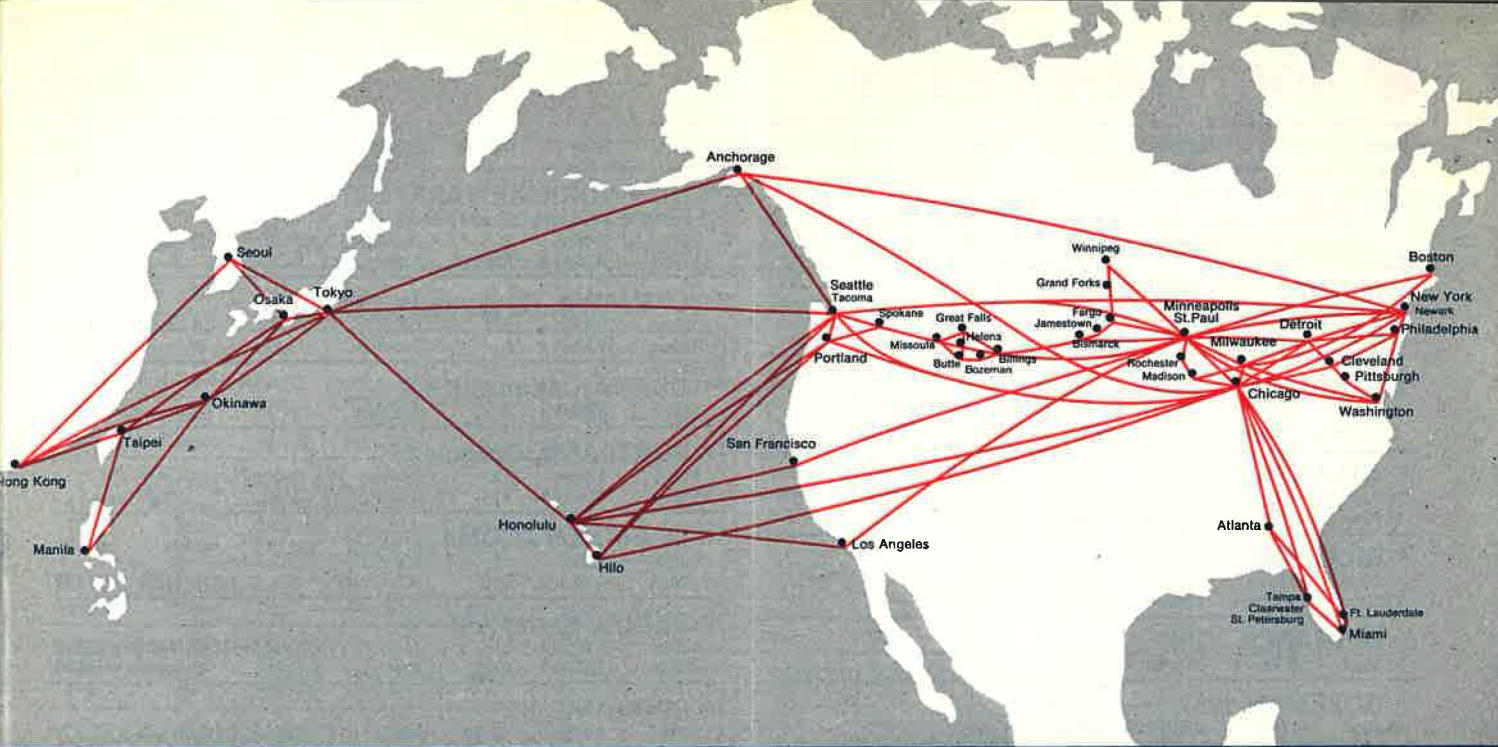 Anchorage
Seoul
Osaka
Tokyo
Okinawa
Taipei
ong Kong
Manila
Honolulu
Hilo
Seattle
Tacoma
Portland
Spokane
San Francisco
Los Angeles
Missoula
Great Falls
Helena
Butte
Bozeman
Billings
Winnipeg
Grand Forks
Fargo
Jamestown
Bismarck
Minneapolis
St.Paul
Rochester
Madison
Milwaukee
Chicago
Detroit
Cleveland
Pittsburgh
Washington
Boston
New York
Newark
Philadelphia
Atlanta
Tampa
Clearwater
St. Petersburg
Ft. Lauderdale
Miami